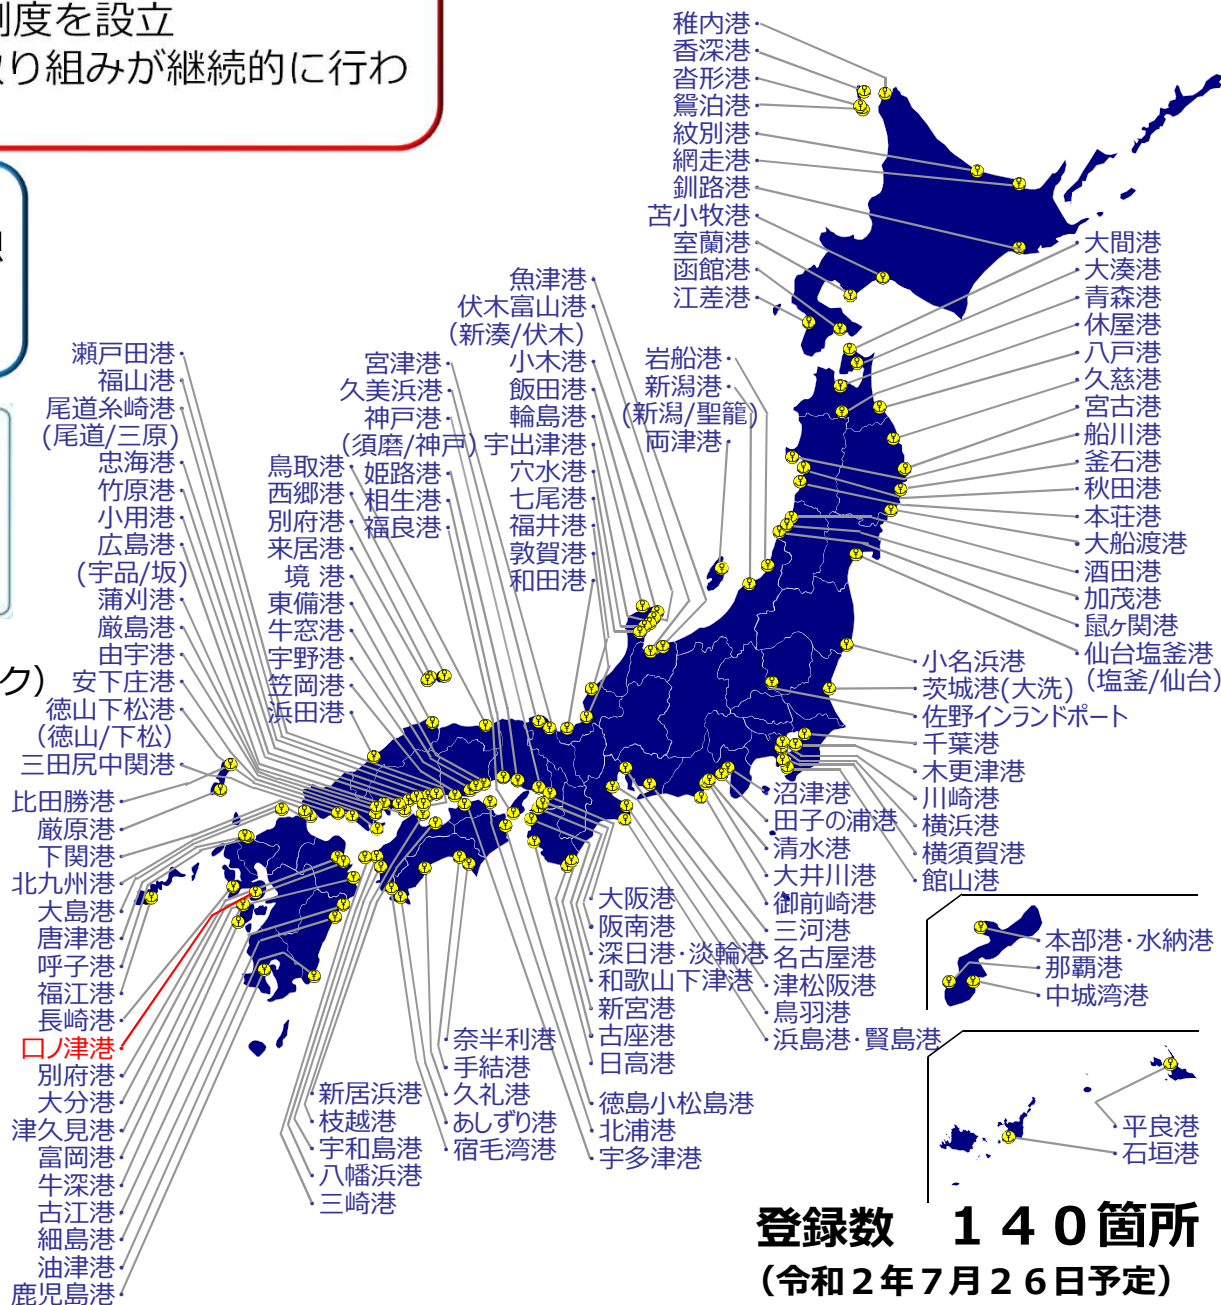 制度を設立
取り組みが継続的に行わ
ク)
稚内港
香深港
沓形港
鴛泊港
紋別港
網走港
釧路港
苫小牧港
室蘭港
函館港
江差港
大間港
大湊港
青森港
休屋港
八戸港
久慈港
宮古港
船川港
釜石港
秋田港
本荘港
大船渡港
酒田港
加茂港
鼠ヶ関港
仙台塩釜港
(塩釜/仙台)
魚津港
伏木富山港
(新湊/伏木)
小木港
飯田港
輪島港
宇出津港
穴水港
七尾港
福井港
敦賀港
和田港
岩船港
新潟港
(新潟/聖籠)
両津港
宮津港
久美浜港
神戸港
(須磨/神戸)
姫路港
相生港
福良港
鳥取港
西郷港
別府港
来居港
境 港
東備港
牛窓港
宇野港
笠岡港
浜田港
瀬戸田港
福山港
尾道糸崎港
(尾道/三原)
忠海港
竹原港
小用港
広島港
(宇品/坂)
蒲刈港
厳島港
由宇港
安下庄港
徳山下松港
(徳山/下松)
三田尻中関港
比田勝港
厳原港
下関港
北九州港
大島港
唐津港
呼子港
福江港
長崎港
口ノ津港
別府港
大分港
津久見港
富岡港
牛深港
古江港
細島港
油津港
鹿児島港
小名浜港
茨城港(大洗)
佐野インランドポート
千葉港
木更津港
川崎港
横浜港
横須賀港
館山港
沼津港
田子の浦港
清水港
大井川港
御前崎港
三河港
名古屋港
津松阪港
鳥羽港
浜島港・賢島港
大阪港
阪南港
深日港・淡輪港
和歌山下津港
新宮港
古座港
日高港
徳島小松島港
北浦港
宇多津港
奈半利港
手結港
久礼港
あしずり港
宿毛湾港
新居浜港
枝越港
宇和島港
八幡浜港
三崎港
本部港・水納港
那覇港
中城湾港
平良港
石垣港
登録数 １４０箇所
(令和２年７月２６日予定)